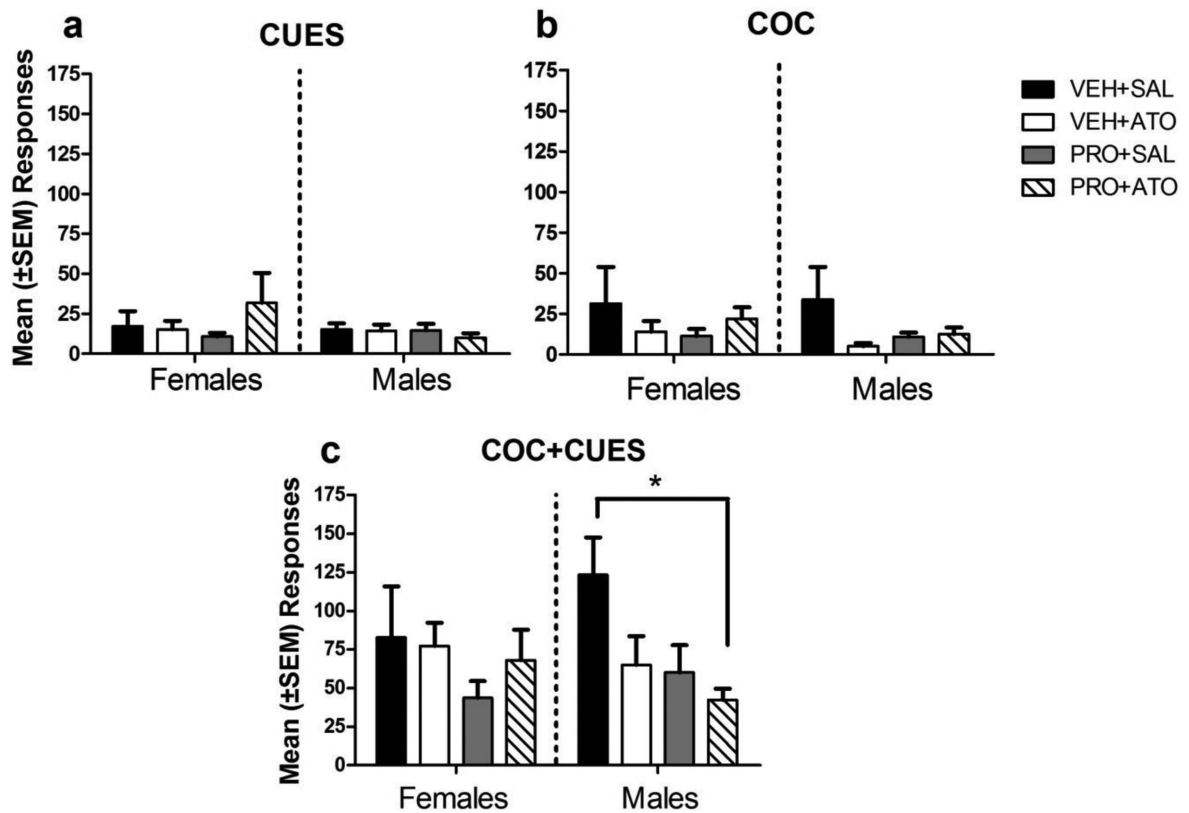 a
CUES
Mean (±SEM) Responses
175
150
125
100
75
50
25
0
Females
Males
b
COC
175
150
125
100
75
50
25
0
Females
Males
VEH+SAL
VEH+ATO
PRO+SAL
PRO+ATO
c
COC+CUES
Mean (±SEM) Responses
175
150
125
100
75
50
25
0
*
Females
Males